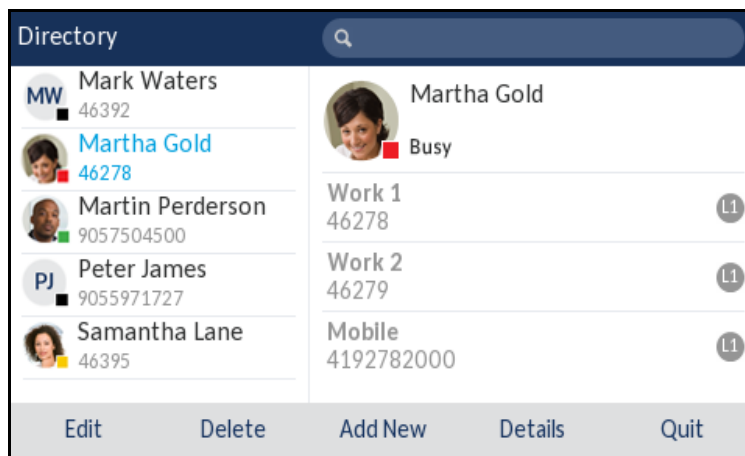 Directory
MW
Mark Waters
46392
Martha Gold
46278
Martin Perderson
9057504500
PJ
Peter James
9055971727
Samantha Lane
46395
Martha Gold
Busy
Work 1
46278
L1
Work 2
46279
L1
Mobile
4192782000
L1
Edit Delete Add New Details Quit